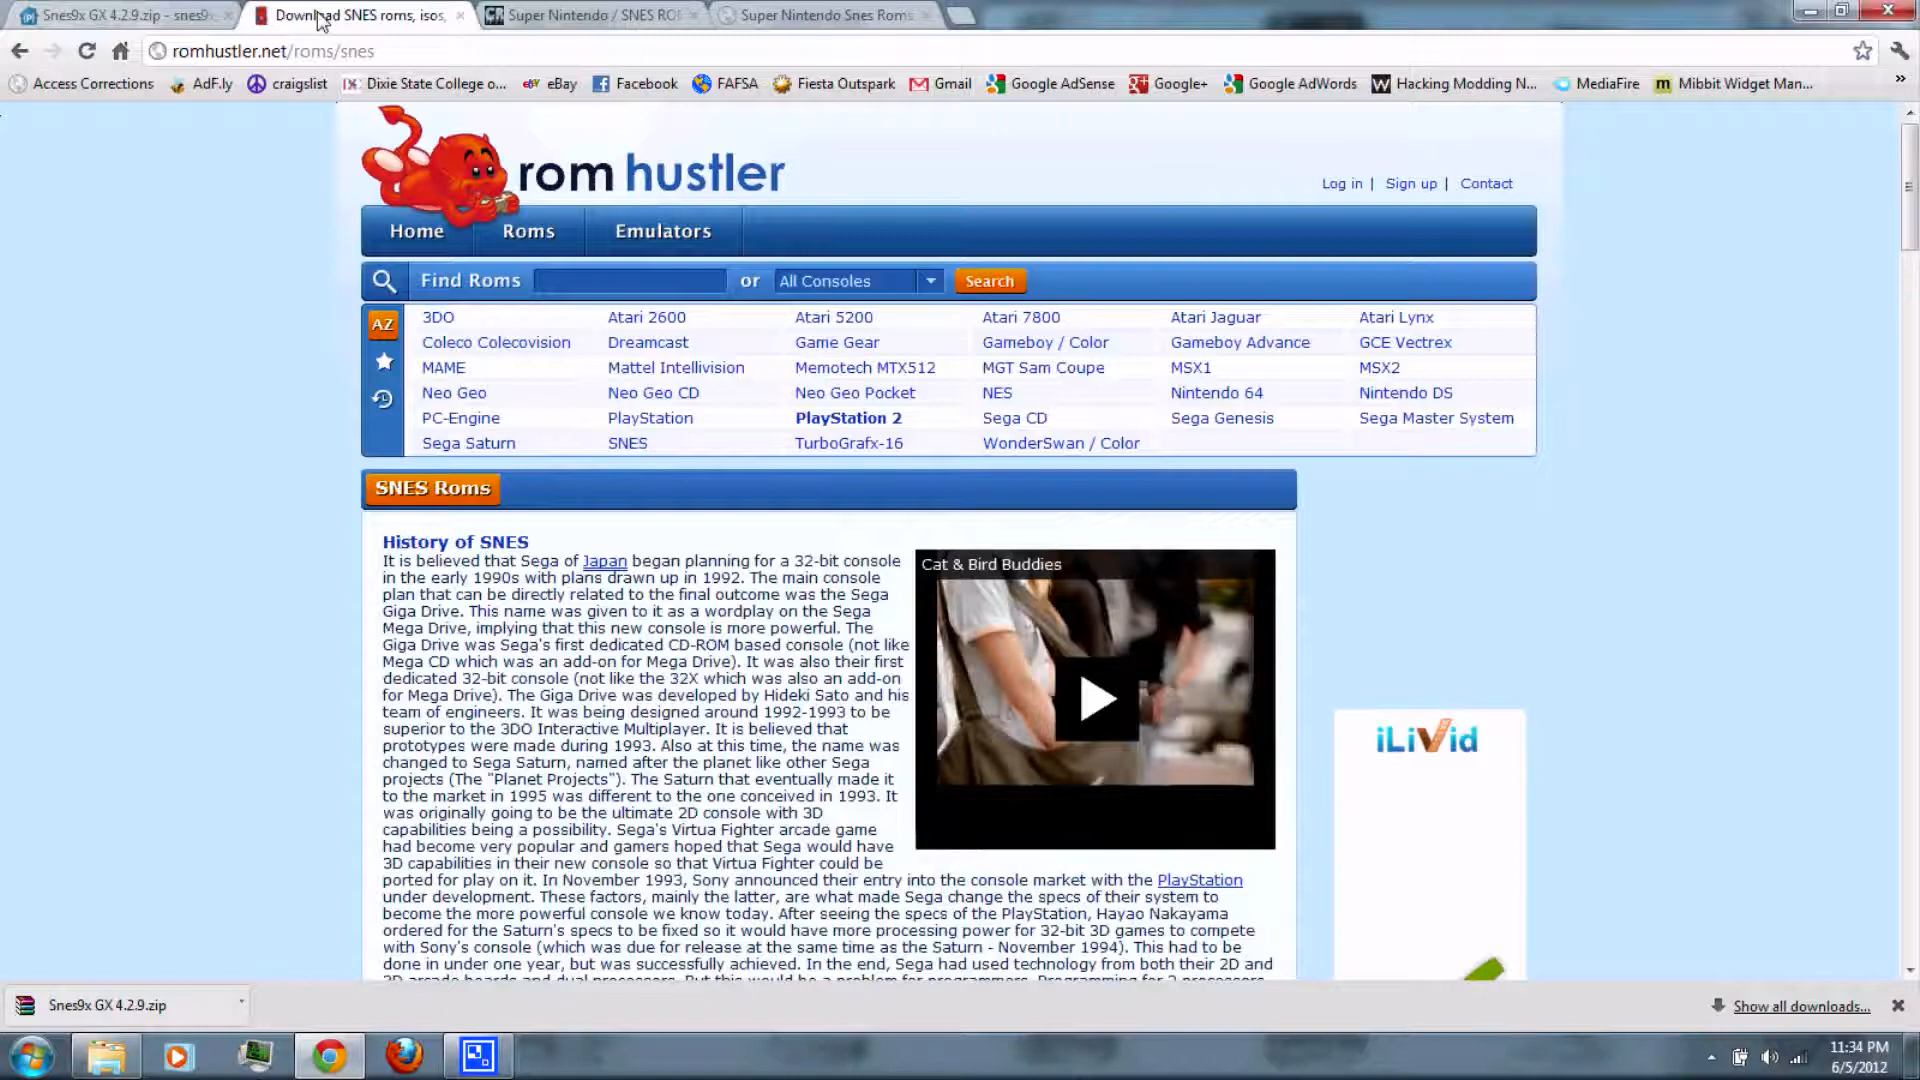 Snes9x GX 4.2.9.zip - snes9x
Download SNES roms, isos,
Super Nintendo / SNES RO
Super Nintendo Snes Roms
romhustler.net/roms/snes
Access Corrections
AdF.ly
craigslist
Dixie State College o...
eBay
Facebook
FAFSA
Fiesta Outspark
Gmail
Google AdSense
Google+
Google AdWords
Hacking Modding N...
MediaFire
Mibbit Widget Man...
rom hustler
Log in | Sign up | Contact
Home Roms Emulators
Find Roms or All Consoles Search
AZ
3DO Atari 2600 Atari 5200 Atari 7800 Atari Jaguar Atari Lynx
Coleco Colecovision Dreamcast Game Gear Gameboy / Color Gameboy Advance GCE Vectrex
MAME Mattel Intellivision Memotech MTX512 MGT Sam Coupe MSX1 MSX2
Neo Geo Neo Geo CD Neo Geo Pocket NES Nintendo 64 Nintendo DS
PC-Engine PlayStation PlayStation 2 Sega CD Sega Genesis Sega Master System
Sega Saturn SNES TurboGrafx-16 WonderSwan / Color
SNES Roms
History of SNES
It is believed that Sega of Japan began planning for a 32-bit console
in the early 1990s with plans drawn up in 1992. The main console
plan that can be directly related to the final outcome was the Sega
Giga Drive. This name was given to it as a wordplay on the Sega
Mega Drive, implying that this new console is more powerful. The
Giga Drive was Sega's first dedicated CD-ROM based console (not like
Mega CD which was an add-on for Mega Drive). It was also their first
dedicated 32-bit console (not like the 32X which was also an add-on
for Mega Drive). The Giga Drive was developed by Hideki Sato and his
team of engineers. It was being designed around 1992-1993 to be
superior to the 3DO Interactive Multiplayer. It is believed that
prototypes were made during 1993. Also at this time, the name was
changed to Sega Saturn, named after the planet like other Sega
projects (The "Planet Projects"). The Saturn that eventually made it
to the market in 1995 was different to the one conceived in 1993. It
was originally going to be the ultimate 2D console with 3D
capabilities being a possibility. Sega's Virtua Fighter arcade game
had become very popular and gamers hoped that Sega would have
3D capabilities in their new console so that Virtua Fighter could be
ported for play on it. In November 1993, Sony announced their entry into the console market with the PlayStation
under development. These factors, mainly the latter, are what made Sega change the specs of their system to
become the more powerful console we know today. After seeing the specs of the PlayStation, Hayao Nakayama
ordered for the Saturn's specs to be fixed so it would have more processing power for 32-bit 3D games to compete
with Sony's console (which was due for release at the same time as the Saturn - November 1994). This had to be
done in under one year, but was successfully achieved. In the end, Sega had used technology from both their 2D and
Cat & Bird Buddies
iLivid
Snes9x GX 4.2.9.zip
Show all downloads...
11:34 PM
6/5/2012